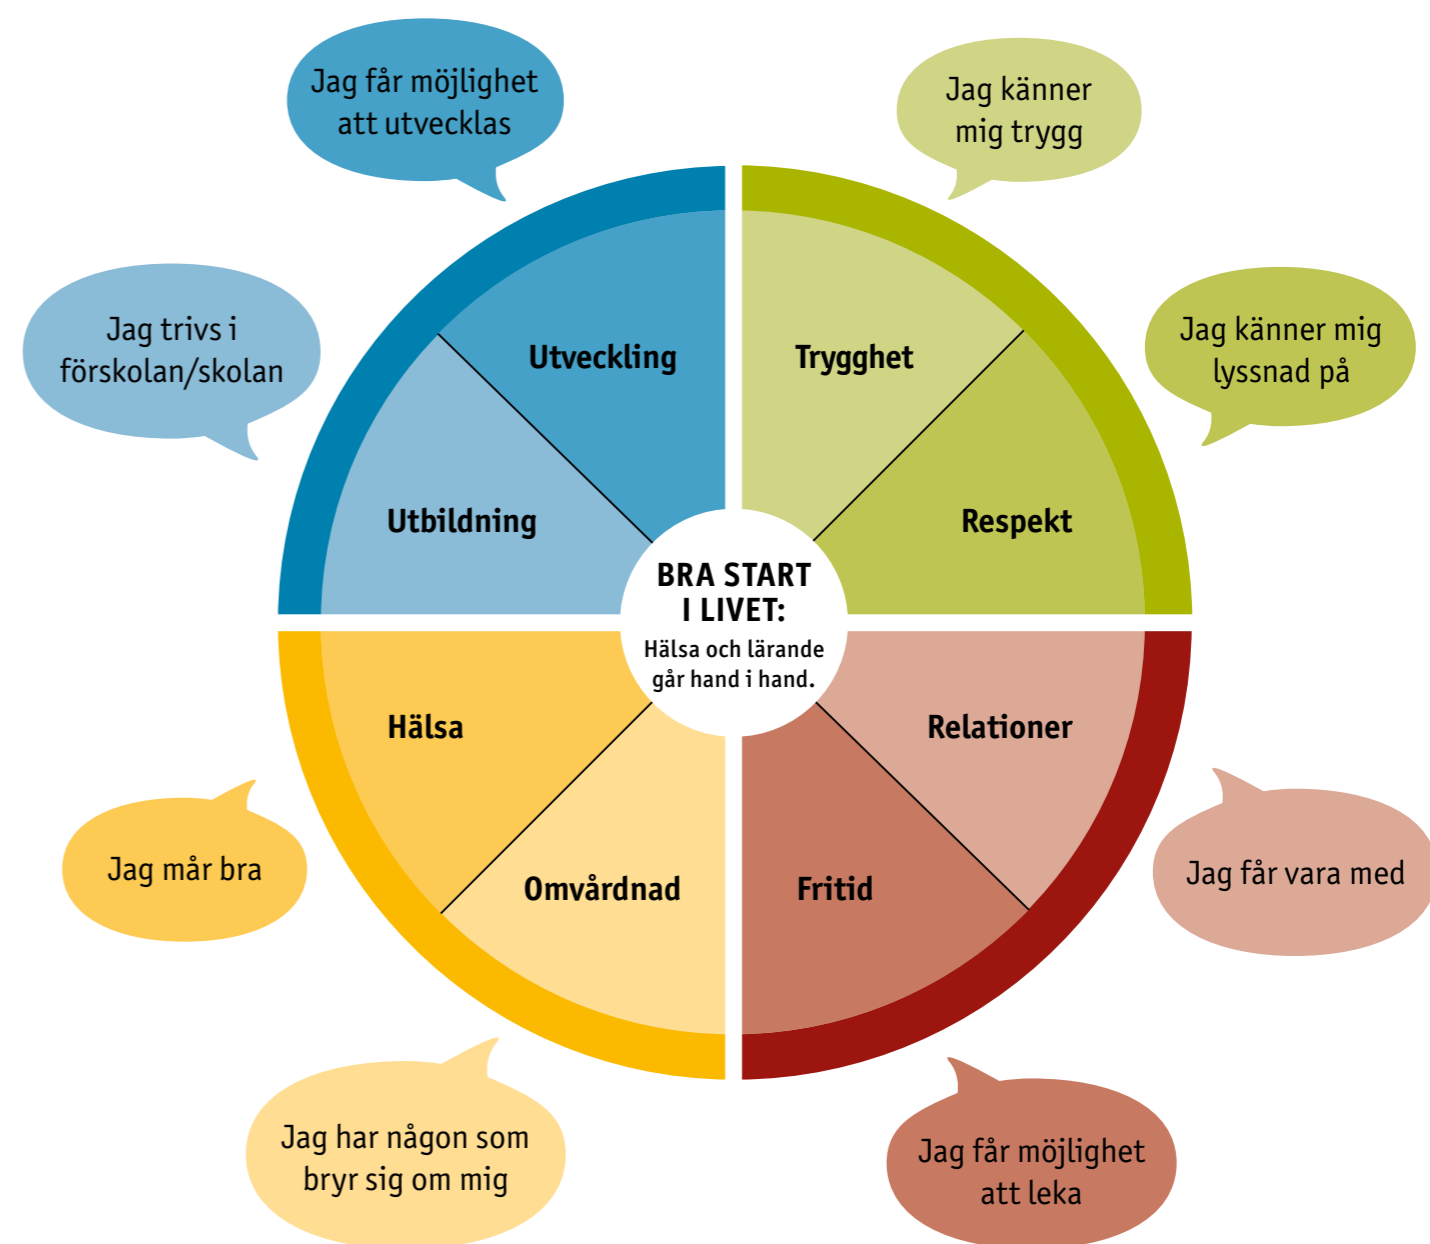 Jag får möjlighet
att utvecklas
Jag känner
mig trygg
Jag trivs i
förskolan/skolan
Jag känner mig
lyssnad på
Utveckling
Trygghet
Utbildning
Respekt
BRA START
I LIVET:
Hälsa och lärande
går hand i hand.
Hälsa
Relationer
Omvårdnad
Fritid
Jag mår bra
Jag får vara med
Jag har någon som
bryr sig om mig
Jag får möjlighet
att leka